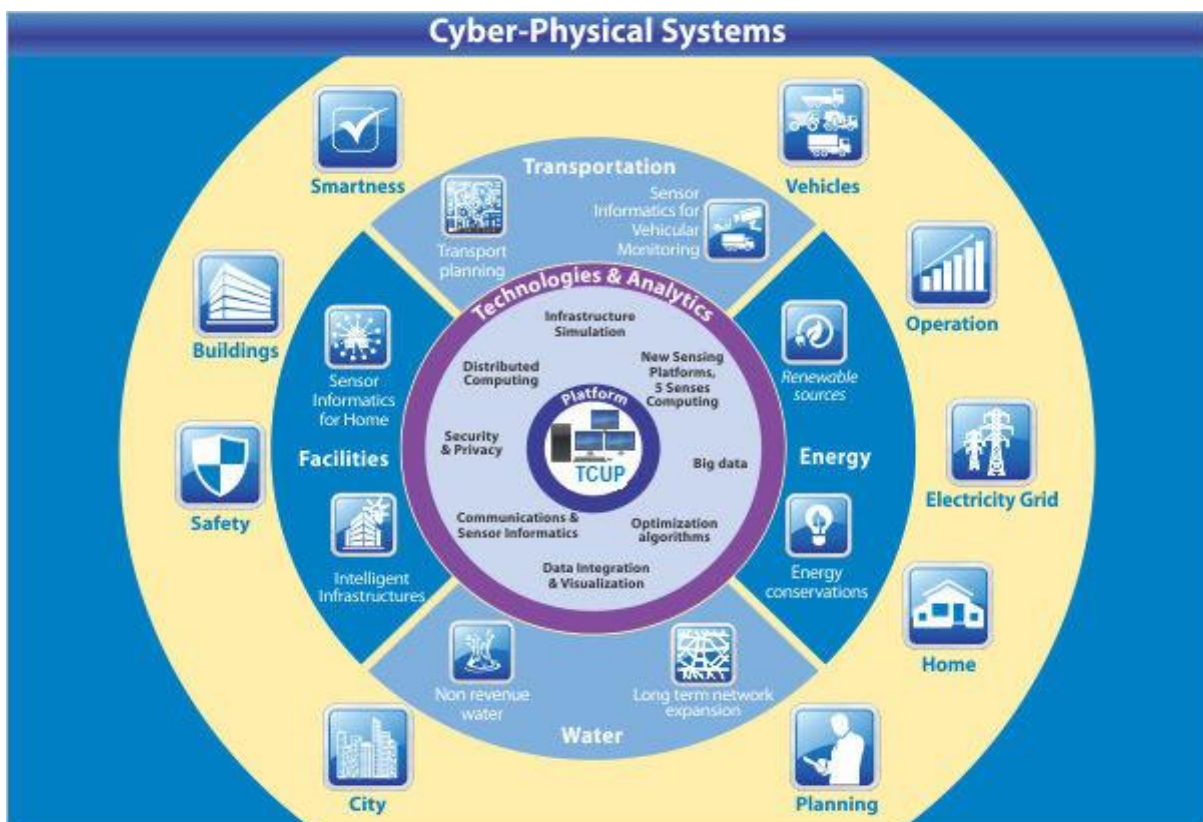 Cyber-Physical Systems
Smartness
Vehicles
Transportation
Transport
planning
Sensor
Informatics for
Vehicular
Monitoring
Buildings
Operation
Technologies & Analytics
Infrastructure
Simulation
Distributed
Computing
New Sensing
Platforms,
5 Senses
Computing
Sensor
Informatics
for Home
Renewable
sources
Platform
TCUP
Security
& Privacy
Big data
Facilities
Energy
Safety
Electricity Grid
Communications &
Sensor Informatics
Optimization
algorithms
Data Integration
& Visualization
Intelligent
Infrastructures
Energy
conservations
Home
Non revenue
water
Long term network
expansion
Water
City
Planning